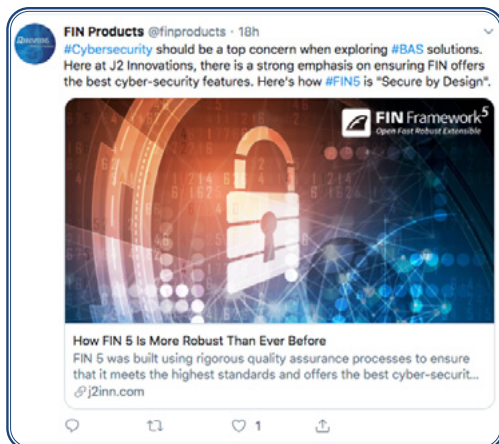 FIN Products @finproducts · 18h
#Cybersecurity should be a top concern when exploring #BAS solutions.
Here at J2 Innovations, there is a strong emphasis on ensuring FIN offers
the best cyber-security features. Here's how #FIN5 is "Secure by Design".
FIN Framework5
Open Fast Robust Extensible
How FIN 5 Is More Robust Than Ever Before
FIN 5 was built using rigorous quality assurance processes to ensure
that it meets the highest standards and offers the best cyber-securit...
j2inn.com
1